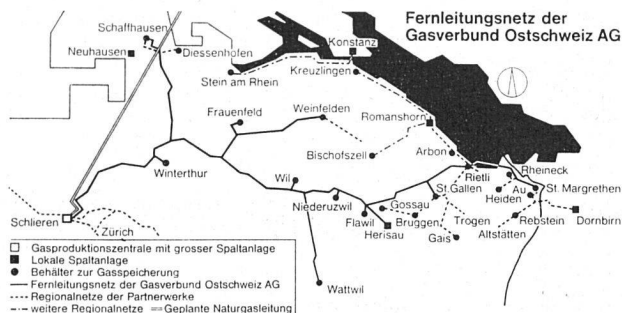 Fernleitungsnetz der
Gasverbund Ostschweiz AG
Schaffhausen
Neuhausen
Diessenhofen
Konstanz
Stein am Rhein
Kreuzlingen
Frauenfeld
Weinfelden
Romanshorn
Bischofszell
Arbon
Winterthur
Rietli
Rheineck
Wil
St.Gallen
Au
St. Margrethen
Heiden
Niederuzwil
Gossau
Schlieren
Zürich
Flawil
Bruggen
Trogen
Rebstein
Dornbirn
Herisau
Gais
Altstätten
Wattwil
Gasproduktionszentrale mit grosser Spaltanlage
Lokale Spaltanlage
Behälter zur Gasspeicherung
Fernleitungsnetz der Gasverbund Ostschweiz AG
Regionalnetze der Partnerwerke
weitere Regionalnetze Geplante Naturgasleitung